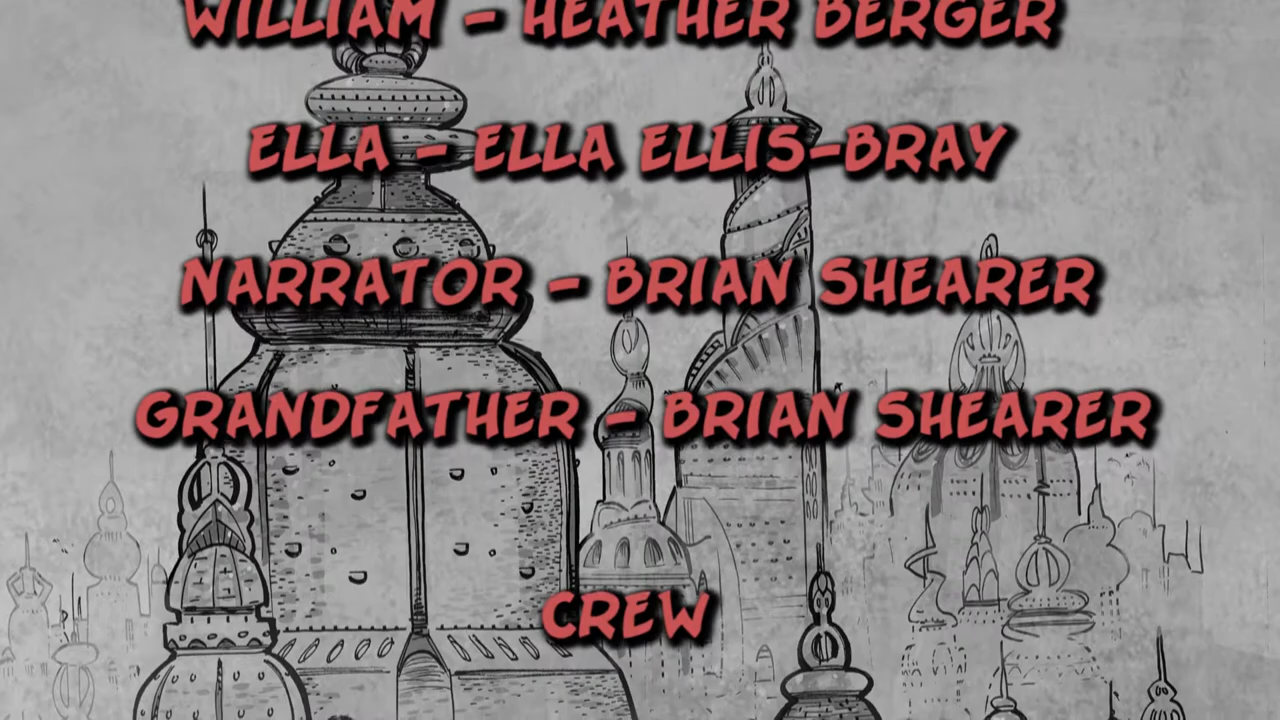 WILLIAM - HEATHER BERGER
ELLA - ELLA ELLIS-BRAY
NARRATOR - BRIAN SHEARER
GRANDFATHER - BRIAN SHEARER
CREW